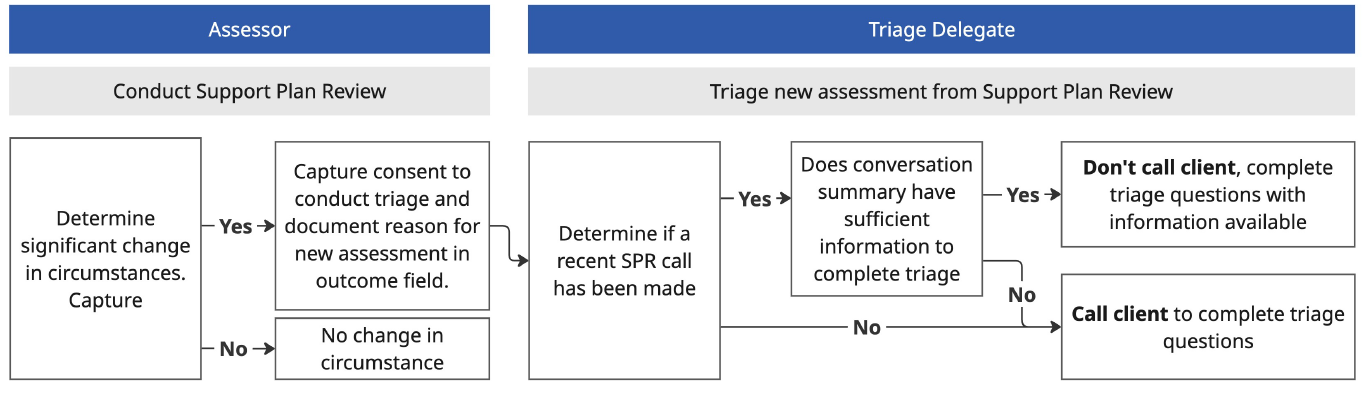 Assessor
Conduct Support Plan Review
Determine
significant change
in circumstances.
Capture
Yes
Capture consent to
conduct triage and
document reason for
new assessment in
outcome field.
No
No change in
circumstance
Triage Delegate
Triage new assessment from Support Plan Review
Determine if a
recent SPR call
has been made
Yes
Does conversation
summary have
sufficient
information to
complete triage
Yes
Don't call client, complete
triage questions with
information available
No
No
Call client to complete triage
questions